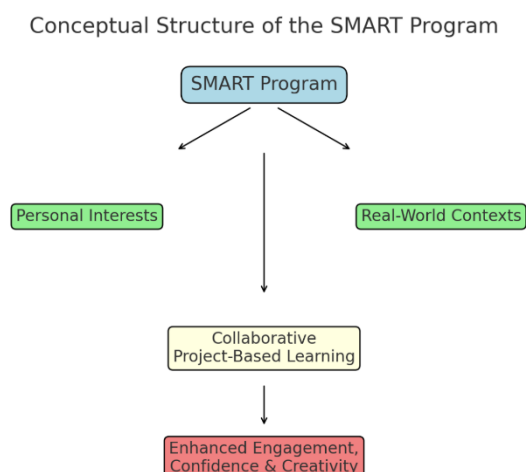 Conceptual Structure of the SMART Program
SMART Program
Personal Interests
Real-World Contexts
Collaborative
Project-Based Learning
Enhanced Engagement,
Confidence & Creativity